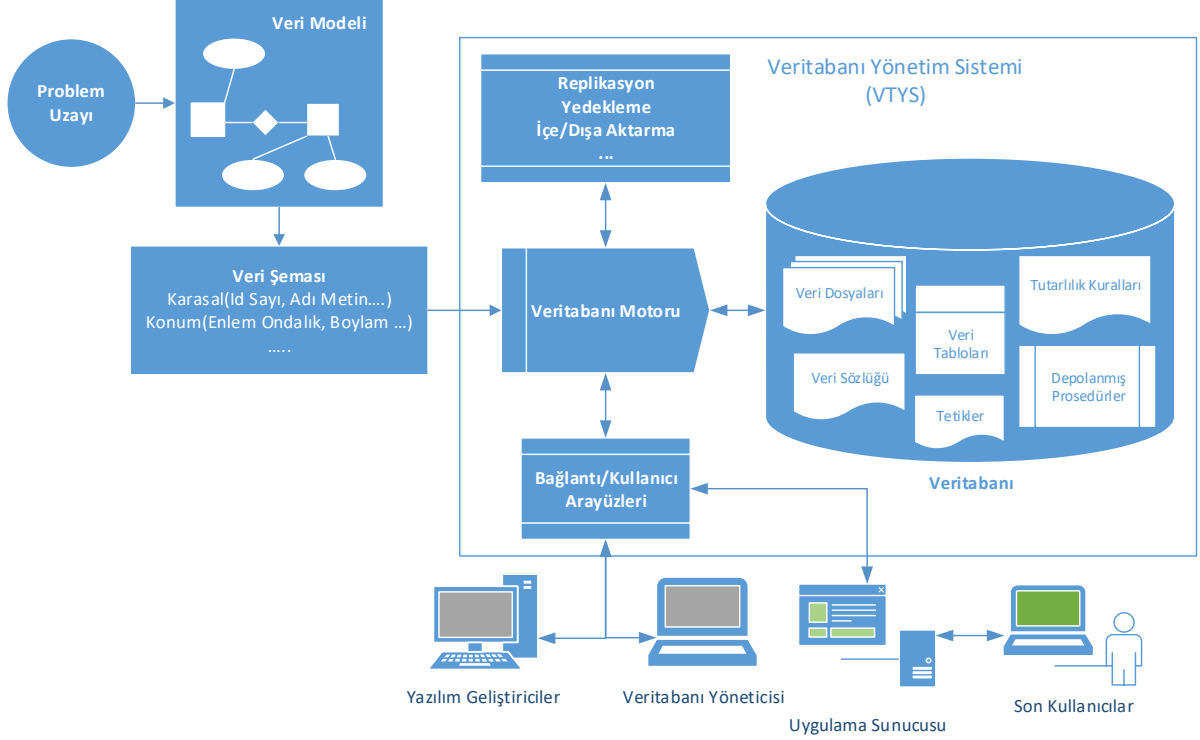 Veri Modeli
Problem
Uzayı
Veritabanı Yönetim Sistemi
(VTYS)
Replikasyon
Yedekleme
İçe/Dışa Aktarma
...
Veri Şeması
Karasal(Id Sayı, Adı Metin....)
Konum(Enlem Ondalık, Boylam ...)
.....
Veritabanı Motoru
Veri Dosyaları
Tutarlılık Kuralları
Veri
Tabloları
Veri Sözlüğü
Depolanmış
Prosedürler
Tetikler
Veritabanı
Bağlantı/Kullanıcı
Arayüzleri
Yazılım Geliştiriciler
Veritabanı Yöneticisi
Uygulama Sunucusu
Son Kullanıcılar